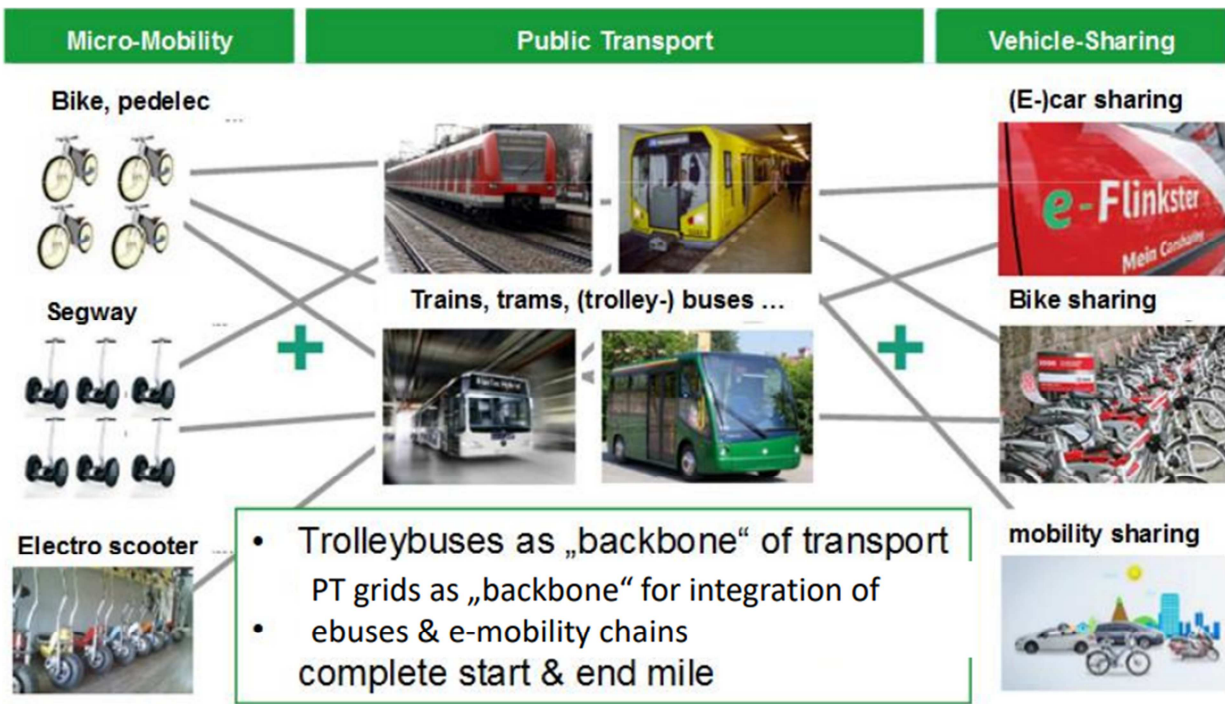 Micro-Mobility
Public Transport
Vehicle-Sharing
Bike, pedelec
...
(E-)car sharing
e-Flinkster
Mein Carsharing
Trains, trams, (trolley-) buses ...
Segway
...
Bike sharing
Electro scooter ...
mobility sharing
• Trolleybuses as „backbone“ of transport
PT grids as „backbone“ for integration of
• ebuses & e-mobility chains
complete start & end mile